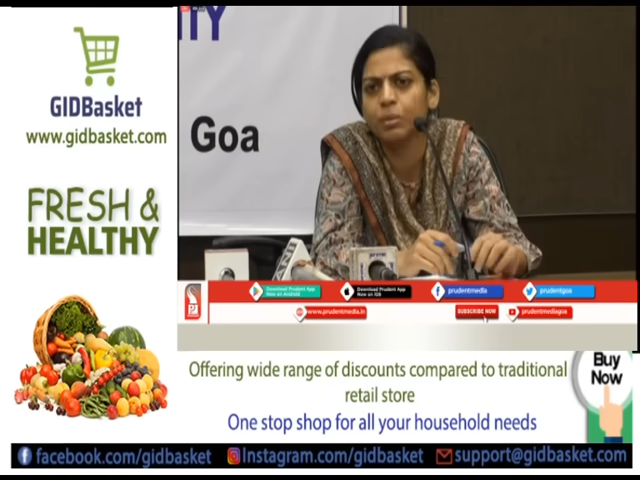 GIDBasket
www.gidbasket.com
FRESH &
HEALTHY
ITY
Goa
ANI
prime
Download Prudent App
Now on Android
Download Prudent App
Now on iOS
prudentmedia
prudentgoa
www.prudentmedia.in
SUBSCRIBE NOW
prudentmediagoa
Offering wide range of discounts compared to traditional
retail store
One stop shop for all your household needs
Buy
Now
facebook.com/gidbasket
Instagram.com/gidbasket
support@gidbasket.com